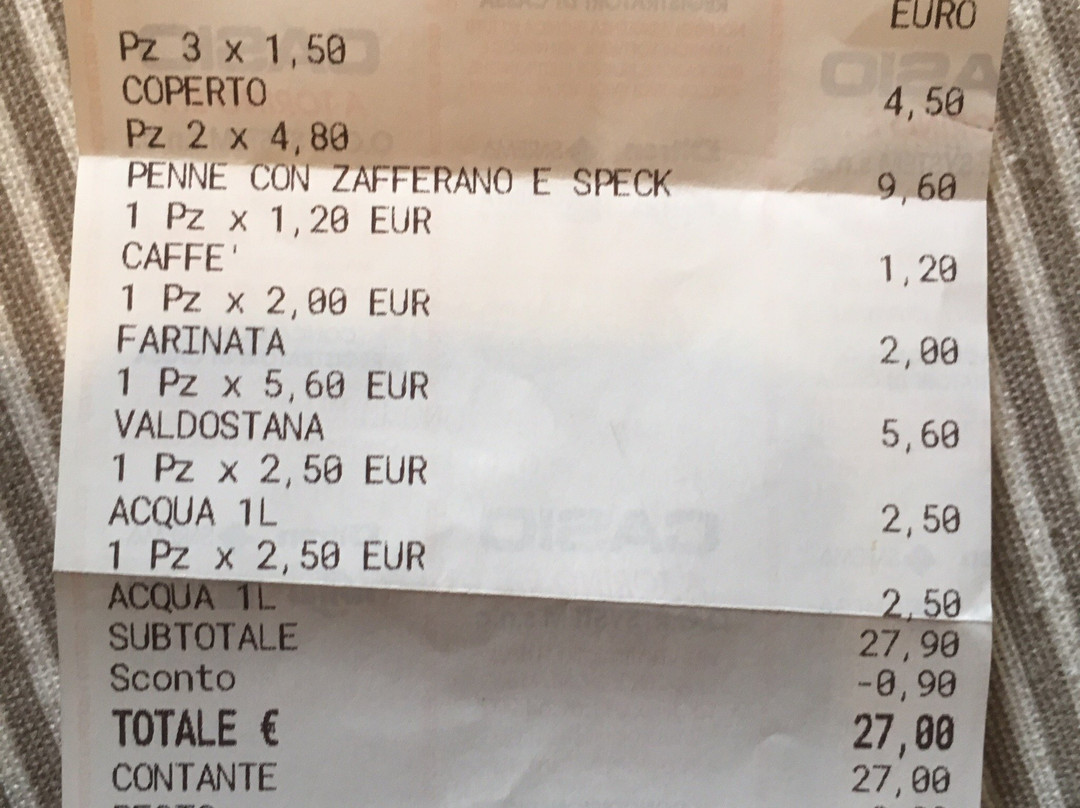 EURO
Pz 3 x 1,50
COPERTO 4,50
Pz 2 x 4,80
PENNE CON ZAFFERANO E SPECK 9,60
1 Pz x 1,20 EUR
CAFFE' 1,20
1 Pz x 2,00 EUR
FARINATA 2,00
1 Pz x 5,60 EUR
VALDOSTANA 5,60
1 Pz x 2,50 EUR
ACQUA 1L 2,50
1 Pz x 2,50 EUR
ACQUA 1L 2,50
SUBTOTALE 27,90
Sconto -0,90
TOTALE € 27,00
CONTANTE 27,00